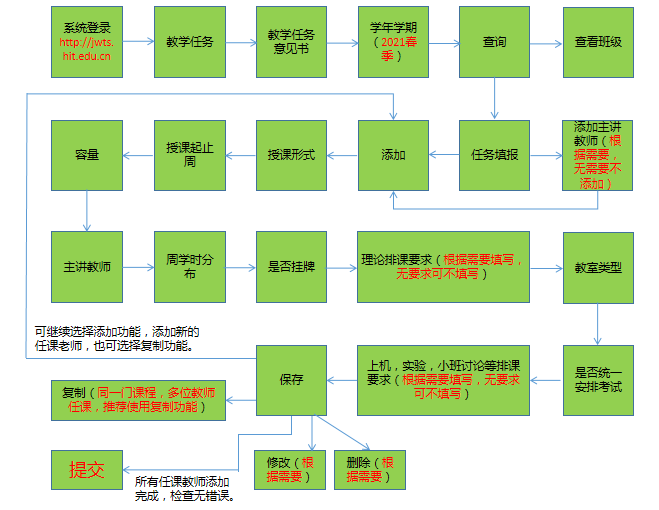 系统登录
http://jwts.
hit.edu.cn
教学任务
教学任务
意见书
学年学期
（2021春
季）
查询
查看班级
容量
授课起止
周
授课形式
添加
任务填报
添加主讲
教师（根
据需要，
无需要不
添加）
主讲教师
周学时分
布
是否挂牌
理论排课要求（根据需要填写，
无要求可不填写）
教室类型
可继续选择添加功能，添加新的
任课老师，也可选择复制功能。
保存
上机，实验，小班讨论等排课
要求（根据需要填写，无要求
可不填写）
是否统一
安排考试
复制（同一门课程，多位教师
任课，推荐使用复制功能）
提交
所有任课教师添加
完成，检查无错误。
修改（根
据需要）
删除（根
据需要）